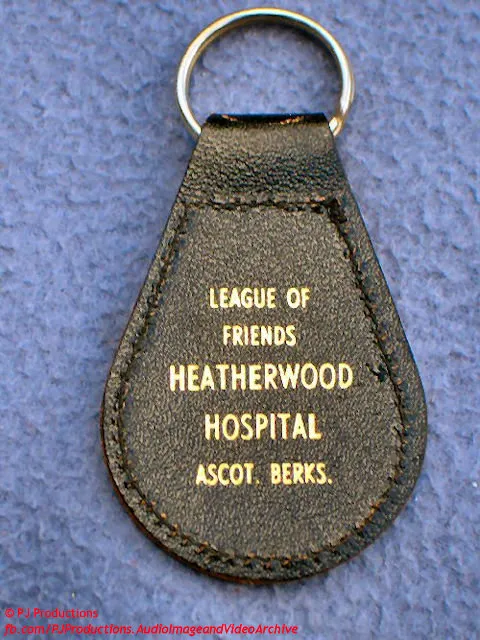 LEAGUE OF
FRIENDS
HEATHERWOOD
HOSPITAL
ASCOT. BERKS.
© PJ Productions
fb.com/PJProductions.AudioImageandVideoArchive